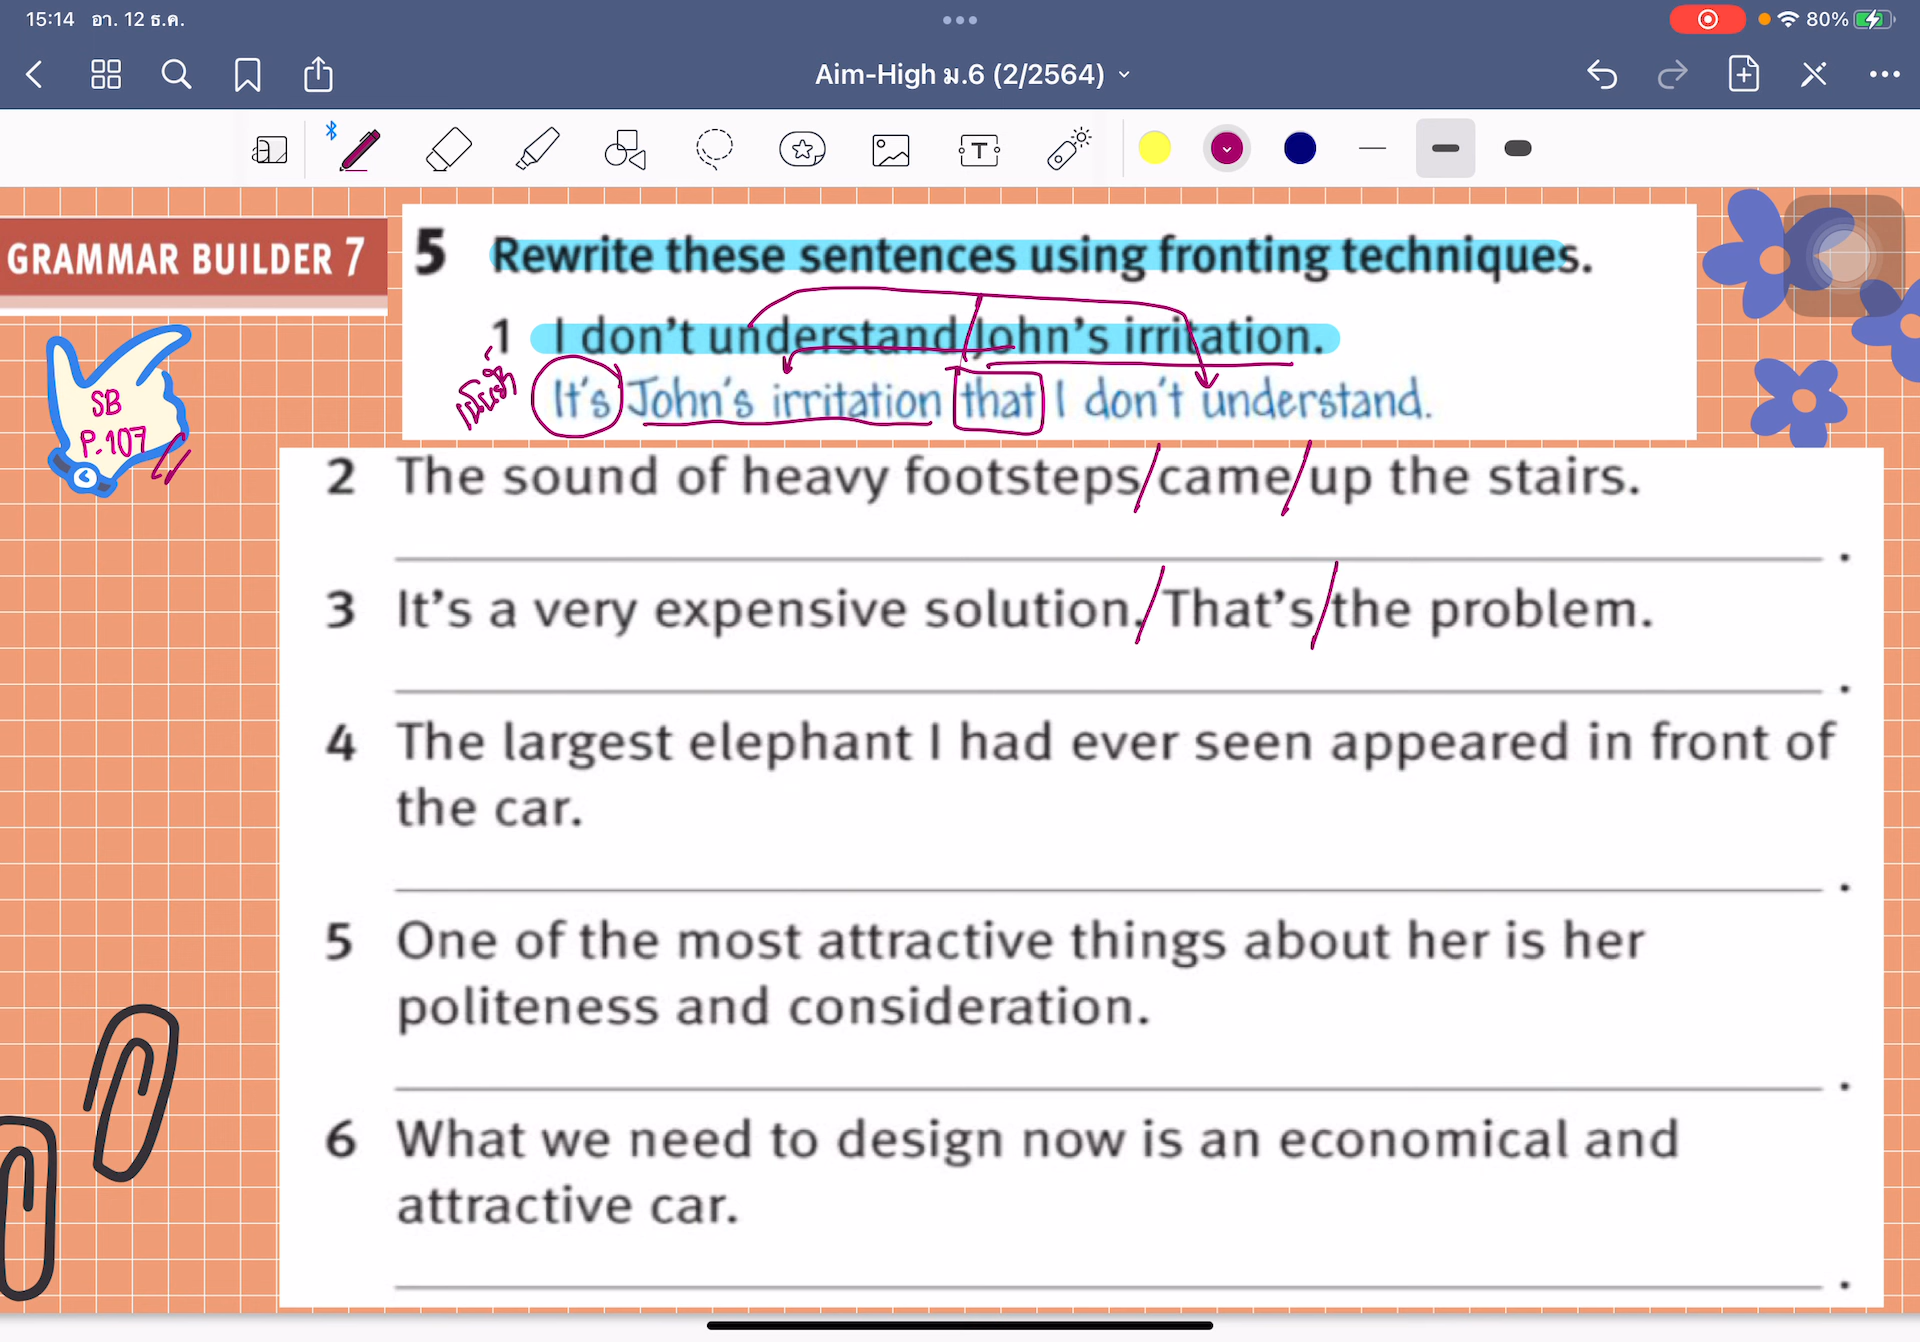 15:14 อา. 12 ธ.ค.
80%
Aim-High ม.6 (2/2564)
GRAMMAR BUILDER 7
5 Rewrite these sentences using fronting techniques.
1 I don't understand John's irritation.
It's John's irritation that I don't understand.
SB
P.107
2 The sound of heavy footsteps/came/up the stairs.
.
3 It's a very expensive solution./That's/the problem.
.
4 The largest elephant I had ever seen appeared in front of
the car.
.
5 One of the most attractive things about her is her
politeness and consideration.
.
6 What we need to design now is an economical and
attractive car.
.